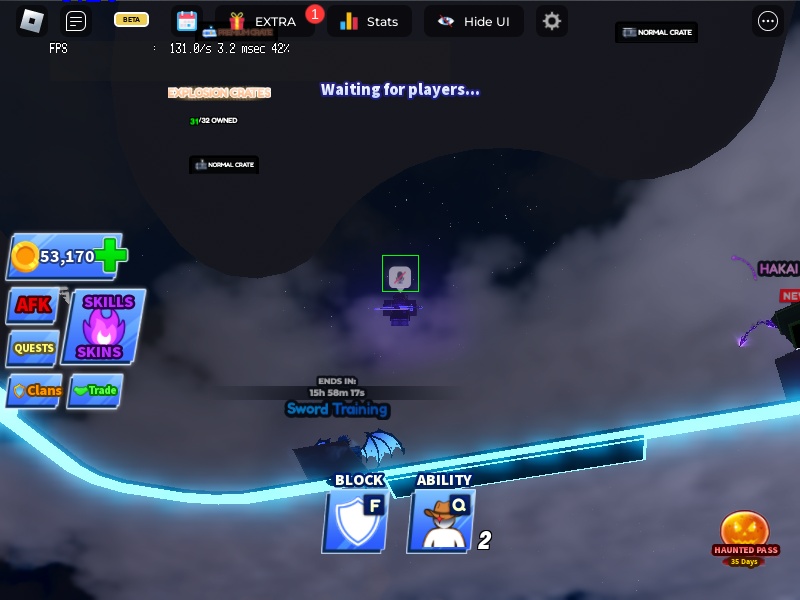 BETA
EXTRA
1
Stats
Hide UI
PREMIUM CRATE
NORMAL CRATE
FPS : 131.0/s 3.2 msec 42%
EXPLOSION CRATES
Waiting for players...
31/32 OWNED
NORMAL CRATE
53,170
HAKAI
AFK
SKILLS
SKINS
QUESTS
Clans
Trade
ENDS IN:
15h 58m 17s
Sword Training
BLOCK
ABILITY
F
Q
2
HAUNTED PASS
35 Days